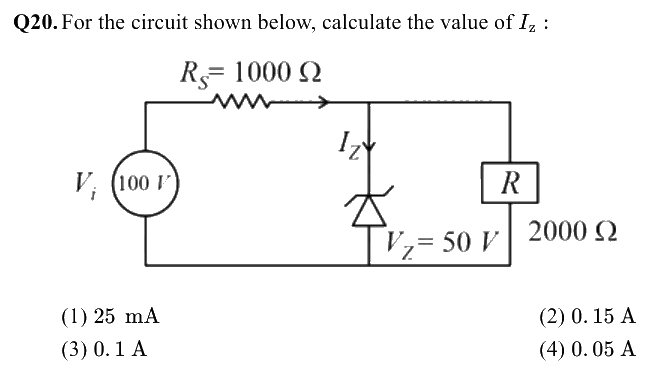 Q20. For the circuit shown below, calculate the value of I_z :
R_S = 1000 Ω
I_Z
V_i 100 V
R
V_Z = 50 V
2000 Ω
(1) 25 mA
(2) 0.15 A
(3) 0.1 A
(4) 0.05 A